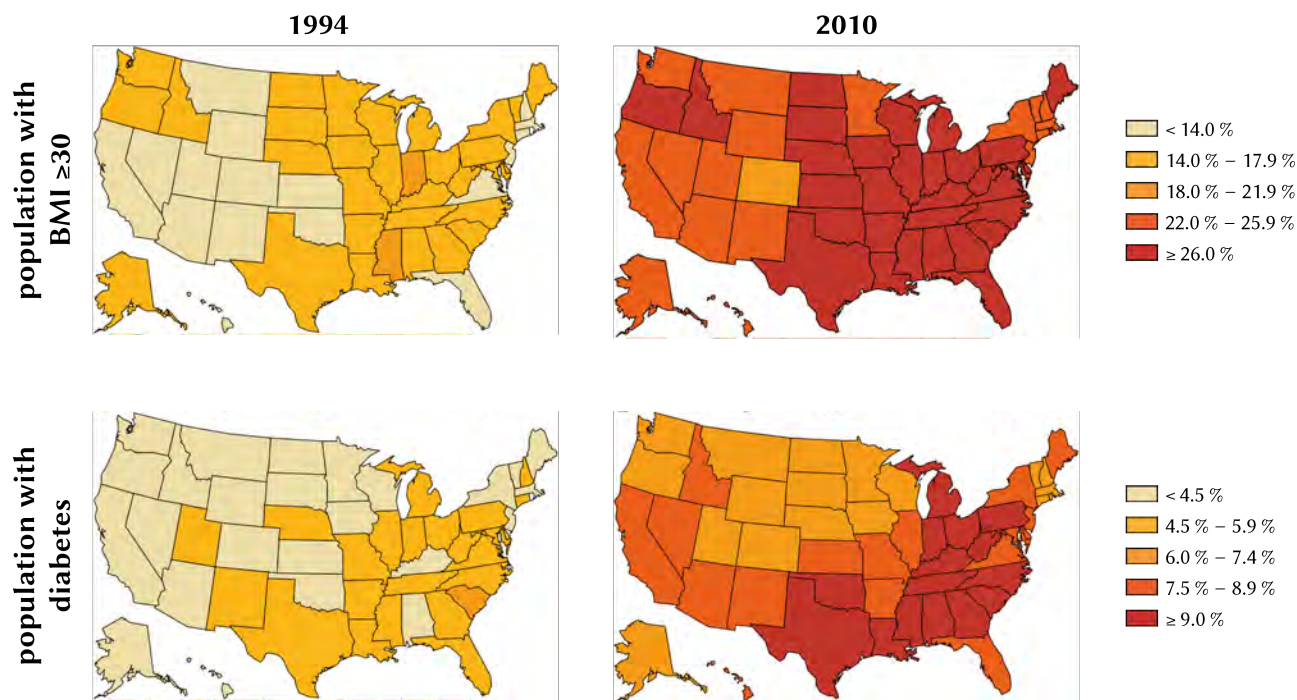 1994
2010
population with
BMI ≥30
< 14.0 %
14.0 % – 17.9 %
18.0 % – 21.9 %
22.0 % – 25.9 %
≥ 26.0 %
population with
diabetes
< 4.5 %
4.5 % – 5.9 %
6.0 % – 7.4 %
7.5 % – 8.9 %
≥ 9.0 %